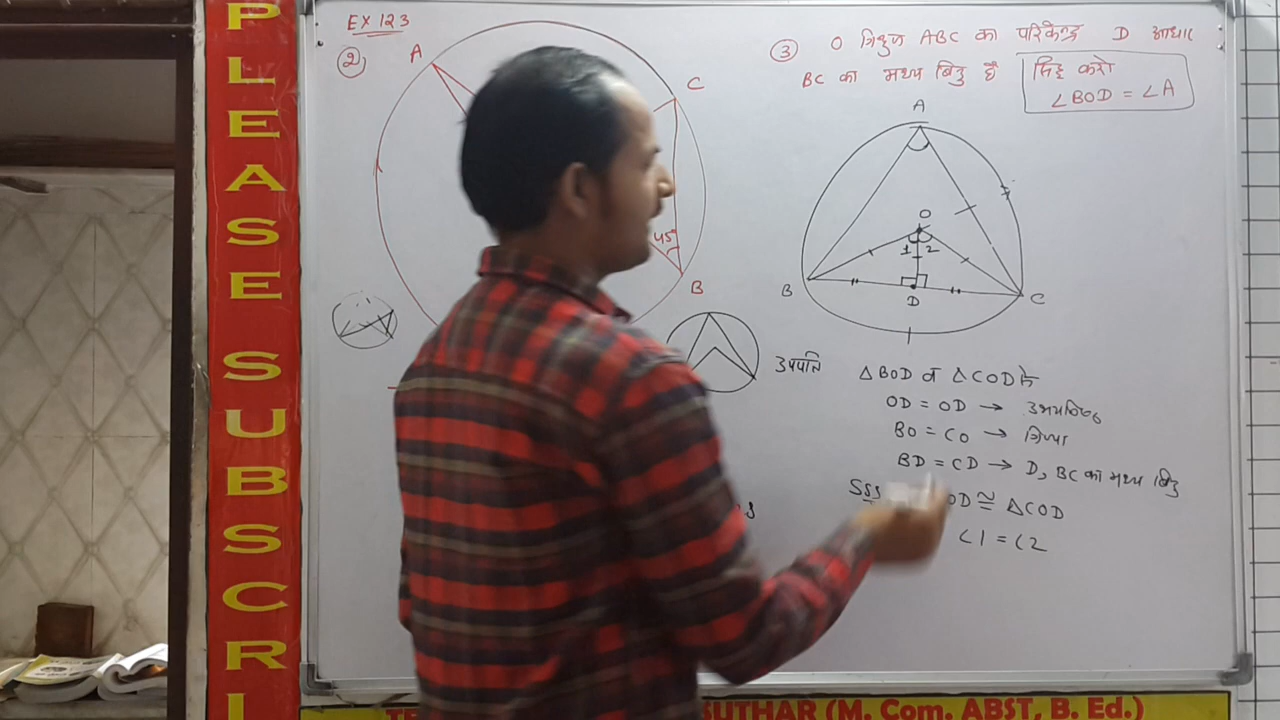 PLEASE SUBSCRI
EX 12.3
②
A
C
45°
B
③ O त्रिभुज ABC का परिकेन्द्र D आधार
BC का मध्य बिंदु है सिद्ध करो
∠BOD = ∠A
A
O
1 2
B
D
C
उपपत्ति
△BOD व △COD में
OD = OD → उभयनिष्ठ
BO = CO → त्रिज्या
BD = CD → D, BC का मध्य बिंदु
SSS OD ≅ △COD
∠1 = ∠2
SUTHAR (M. Com. ABST, B. Ed.)